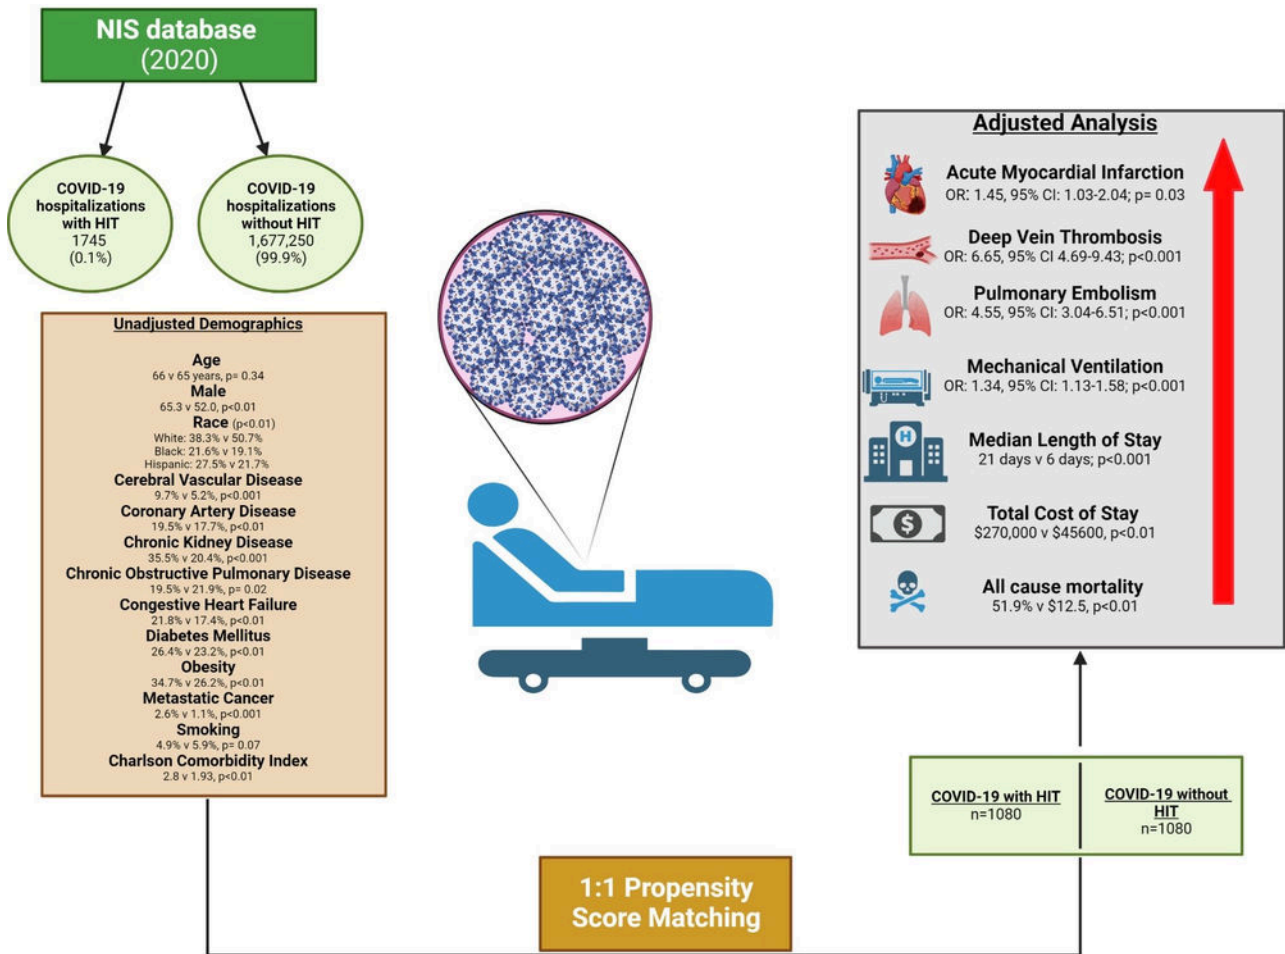 NIS database
(2020)
COVID-19
hospitalizations
with HIT
1745
(0.1%)
COVID-19
hospitalizations
without HIT
1,677,250
(99.9%)
Unadjusted Demographics
Age
66 v 65 years, p= 0.34
Male
65.3 v 52.0, p<0.01
Race (p<0.01)
White: 38.3% v 50.7%
Black: 21.6% v 19.1%
Hispanic: 27.5% v 21.7%
Cerebral Vascular Disease
9.7% v 5.2%, p<0.001
Coronary Artery Disease
19.5% v 17.7%, p<0.01
Chronic Kidney Disease
35.5% v 20.4%, p<0.001
Chronic Obstructive Pulmonary Disease
19.5% v 21.9%, p= 0.02
Congestive Heart Failure
21.8% v 17.4%, p<0.01
Diabetes Mellitus
26.4% v 23.2%, p<0.01
Obesity
34.7% v 26.2%, p<0.01
Metastatic Cancer
2.6% v 1.1%, p<0.001
Smoking
4.9% v 5.9%, p= 0.07
Charlson Comorbidity Index
2.8 v 1.93, p<0.01
1:1 Propensity
Score Matching
COVID-19 with HIT
n=1080
COVID-19 without
HIT
n=1080
Adjusted Analysis
Acute Myocardial Infarction
OR: 1.45, 95% CI: 1.03-2.04; p= 0.03
Deep Vein Thrombosis
OR: 6.65, 95% CI 4.69-9.43; p<0.001
Pulmonary Embolism
OR: 4.55, 95% CI: 3.04-6.51; p<0.001
Mechanical Ventilation
OR: 1.34, 95% CI: 1.13-1.58; p<0.001
H
Median Length of Stay
21 days v 6 days; p<0.001
$
Total Cost of Stay
$270,000 v $45600, p<0.01
All cause mortality
51.9% v $12.5, p<0.01